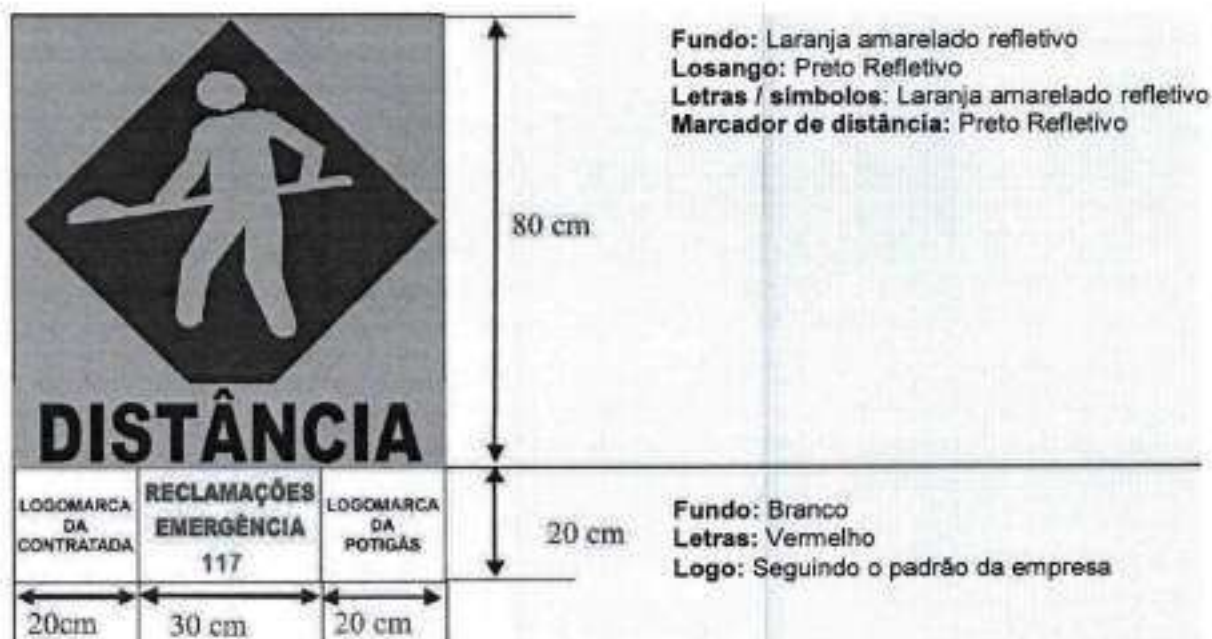 Fundo: Laranja amarelado refletivo
Losango: Preto Refletivo
Letras / símbolos: Laranja amarelado refletivo
Marcador de distância: Preto Refletivo
80 cm
DISTÂNCIA
LOGOMARCA
DA
CONTRATADA
RECLAMAÇÕES
EMERGÊNCIA
117
LOGOMARCA
DA
POTIGÁS
20 cm
Fundo: Branco
Letras: Vermelho
Logo: Seguindo o padrão da empresa
20cm
30 cm
20 cm